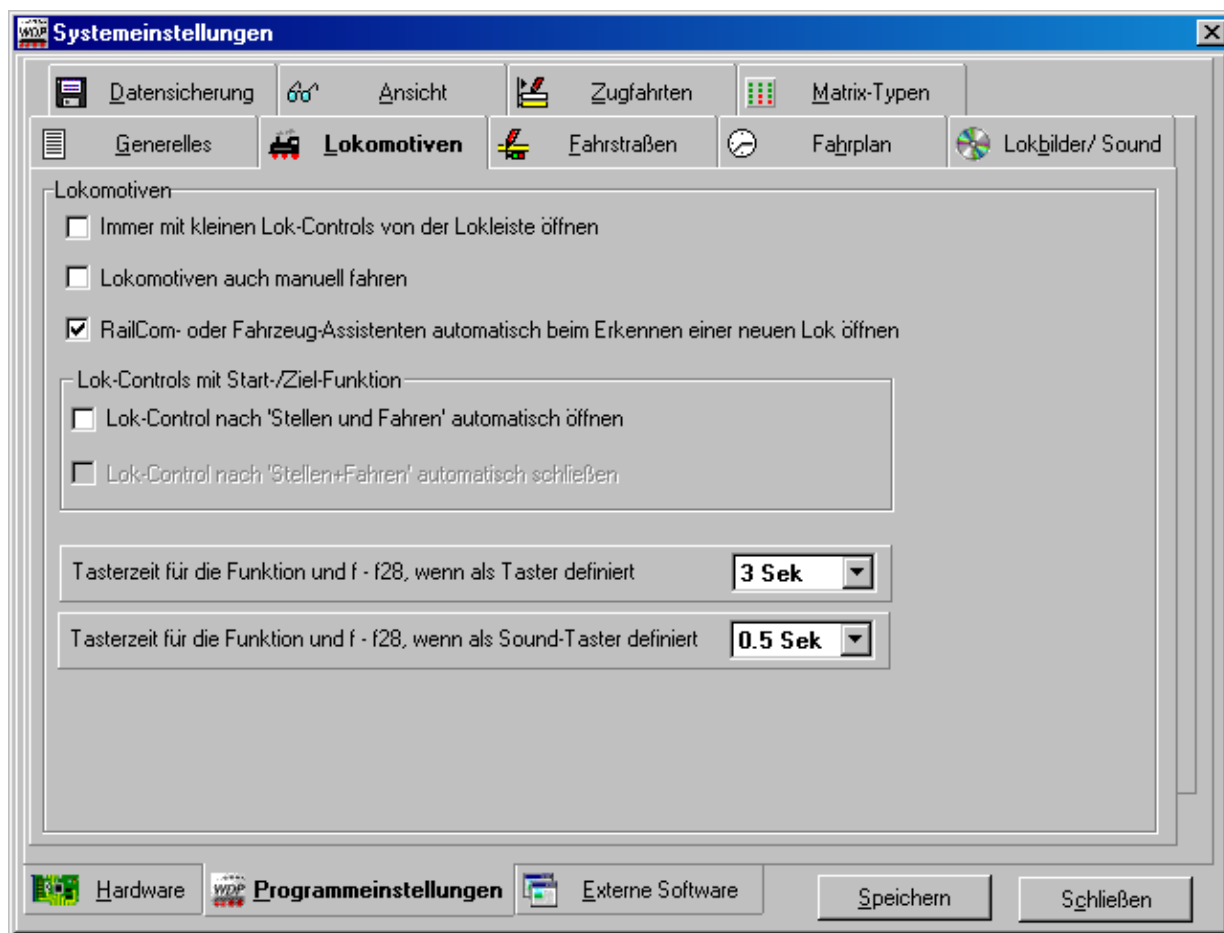 Systemeinstellungen
Datensicherung Ansicht Zugfahrten Matrix-Typen
Generelles Lokomotiven Fahrstraßen Fahrplan Lokbilder/ Sound
Lokomotiven
Immer mit kleinen Lok-Controls von der Lokleiste öffnen
Lokomotiven auch manuell fahren
RailCom- oder Fahrzeug-Assistenten automatisch beim Erkennen einer neuen Lok öffnen
Lok-Controls mit Start-/Ziel-Funktion
Lok-Control nach 'Stellen und Fahren' automatisch öffnen
Lok-Control nach 'Stellen+Fahren' automatisch schließen
Tasterzeit für die Funktion und f - f28, wenn als Taster definiert 3 Sek
Tasterzeit für die Funktion und f - f28, wenn als Sound-Taster definiert 0.5 Sek
Hardware WDP Programmeinstellungen Externe Software Speichern Schließen